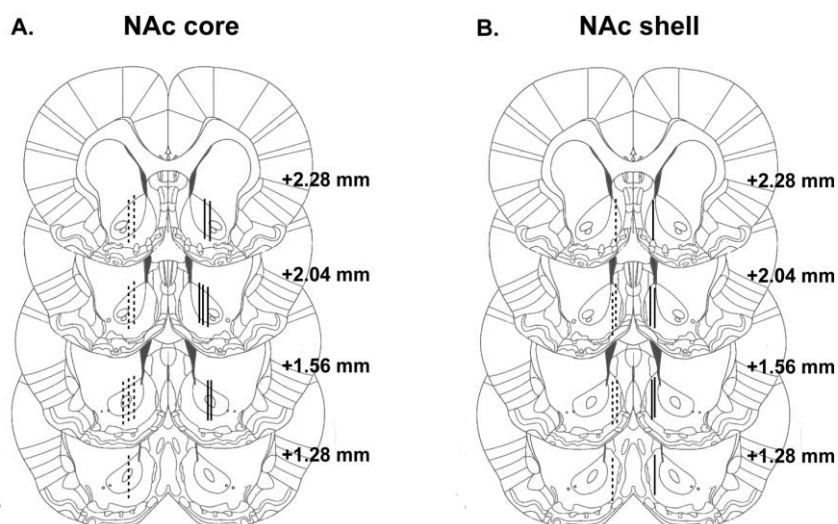 A. NAc core
B. NAc shell
+2.28 mm
+2.04 mm
+1.56 mm
+1.28 mm
+2.28 mm
+2.04 mm
+1.56 mm
+1.28 mm